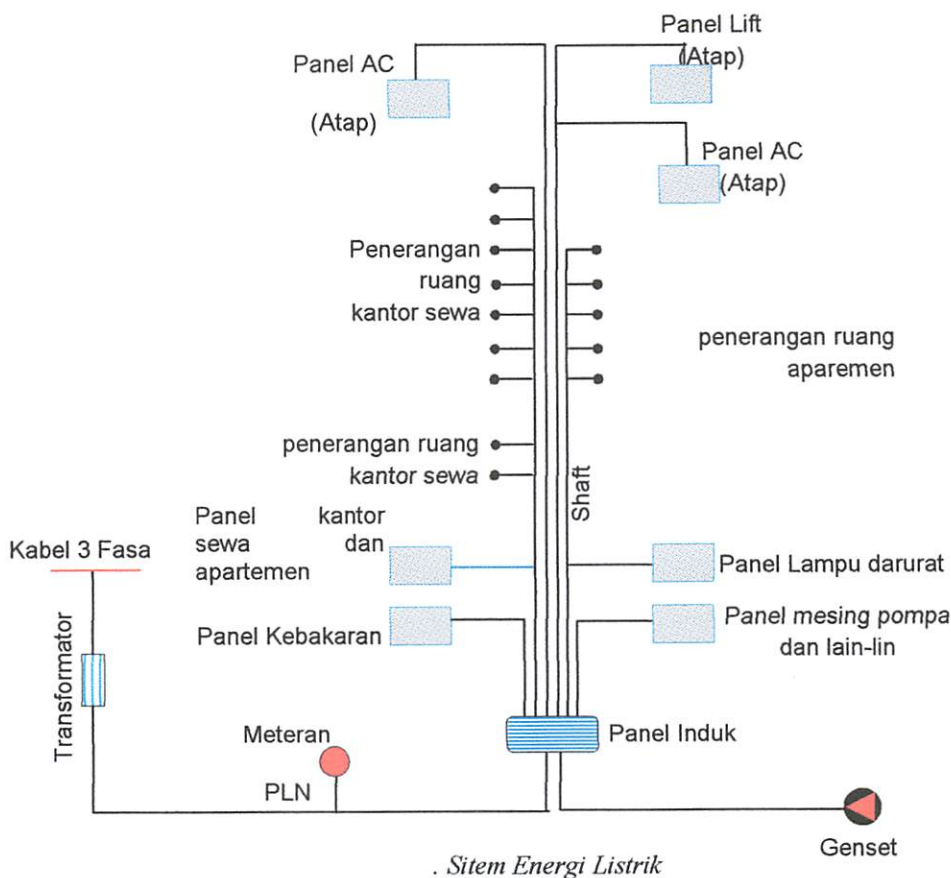 Panel Lift
(Atap)
Panel AC
(Atap)
Panel AC
(Atap)
Penerangan
ruang
kantor sewa
penerangan ruang
aparemen
penerangan ruang
kantor sewa
Shaft
Panel kantor
sewa dan
apartemen
Kabel 3 Fasa
Panel Lampu darurat
Panel Kebakaran
Panel mesing pompa
dan lain-lin
Transformator
Meteran
Panel Induk
PLN
Genset
. Sitem Energi Listrik